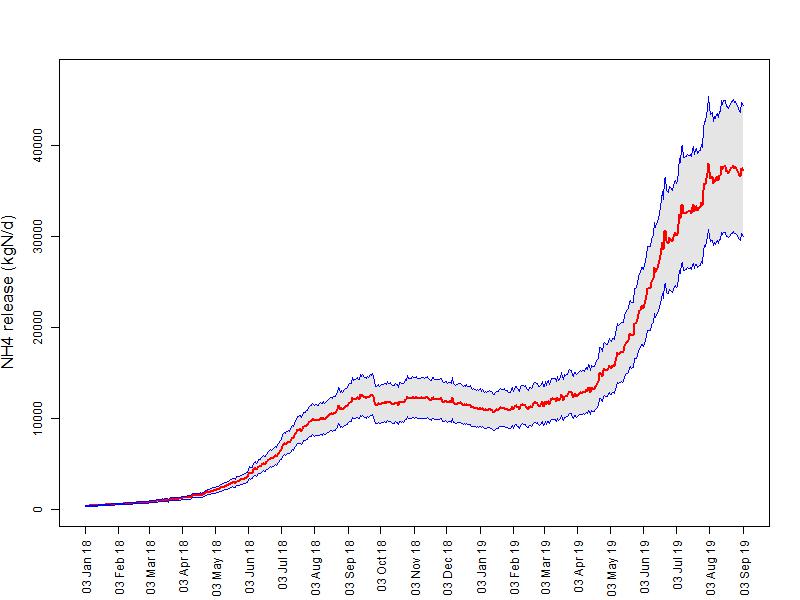 NH4 release (kgN/d)
40000
30000
20000
10000
0
03 Jan 18
03 Feb 18
03 Mar 18
03 Apr 18
03 May 18
03 Jun 18
03 Jul 18
03 Aug 18
03 Sep 18
03 Oct 18
03 Nov 18
03 Dec 18
03 Jan 19
03 Feb 19
03 Mar 19
03 Apr 19
03 May 19
03 Jun 19
03 Jul 19
03 Aug 19
03 Sep 19